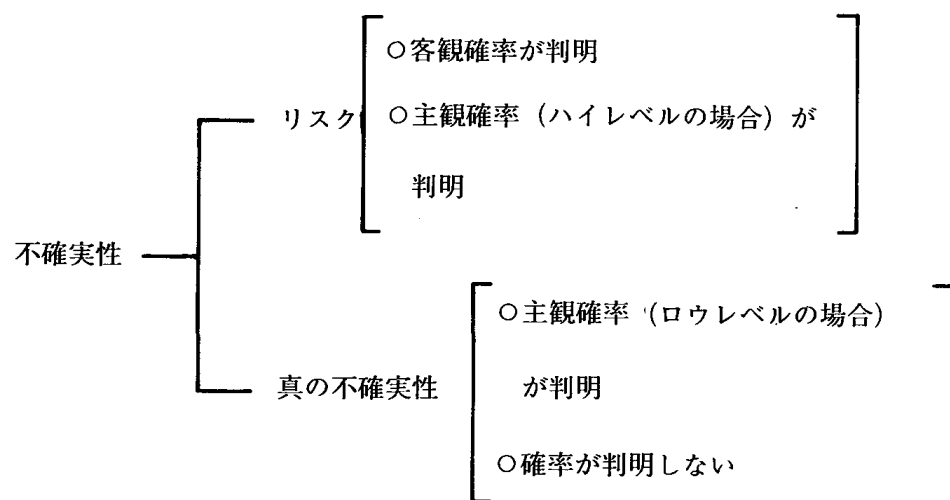 ○客観確率が判明
リスク
○主観確率（ハイレベルの場合）が
判明
不確実性
○主観確率（ロウレベルの場合）
真の不確実性
が判明
○確率が判明しない